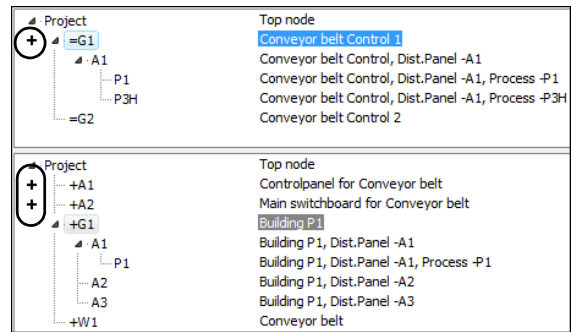 Project Top node
+ =G1 Conveyor belt Control 1
A1 Conveyor belt Control, Dist.Panel -A1
P1 Conveyor belt Control, Dist.Panel -A1, Process -P1
P3H Conveyor belt Control, Dist.Panel -A1, Process -P3H
=G2 Conveyor belt Control 2
Project Top node
+ +A1 Controlpanel for Conveyor belt
+ +A2 Main switchboard for Conveyor belt
+G1 Building P1
A1 Building P1, Dist.Panel -A1
P1 Building P1, Dist.Panel -A1, Process -P1
A2 Building P1, Dist.Panel -A2
A3 Building P1, Dist.Panel -A3
+W1 Conveyor belt